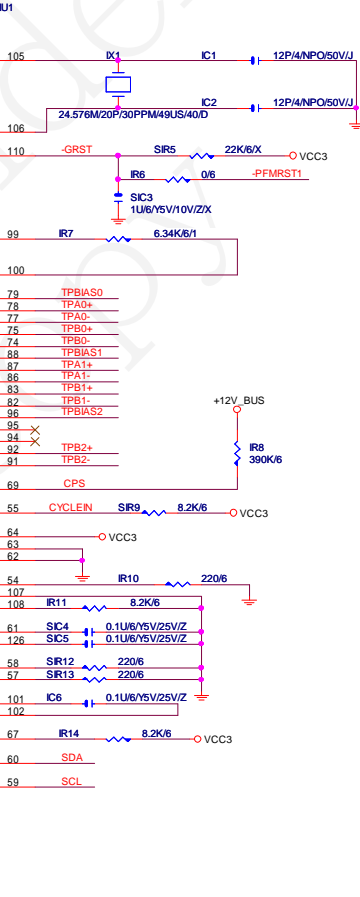 IU1
105 IX1 IC1 12P/4/NPO/50V/J
VCC3
24.576M/20P/30PPM/49US/40/D
IC2 12P/4/NPO/50V/J
106
110 -GRST SIR5 22K/6/X VCC3
IR6 0/6 -PFMRST1
SIC3
1U/6/Y5V/10V/Z/X
99 IR7 6.34K/6/1
100
79 TPBIAS0
78 TPA0+
77 TPA0-
75 TPB0+
74 TPB0-
88 TPBIAS1
87 TPA1+
86 TPA1-
83 TPB1+
82 TPB1-
96 TPBIAS2
95
94
92 TPB2+
91 TPB2-
+12V_BUS
IR8
390K/6
69 CPS
55 CYCLEIN SIR9 8.2K/6 VCC3
64 VCC3
63
62
54 IR10 220/6
107
108 IR11 8.2K/6
61 SIC4 0.1U/6/Y5V/25V/Z
126 SIC5 0.1U/6/Y5V/25V/Z
58 SIR12 220/6
57 SIR13 220/6
101 IC6 0.1U/6/Y5V/25V/Z
102
67 IR14 8.2K/6 VCC3
60 SDA
59 SCL